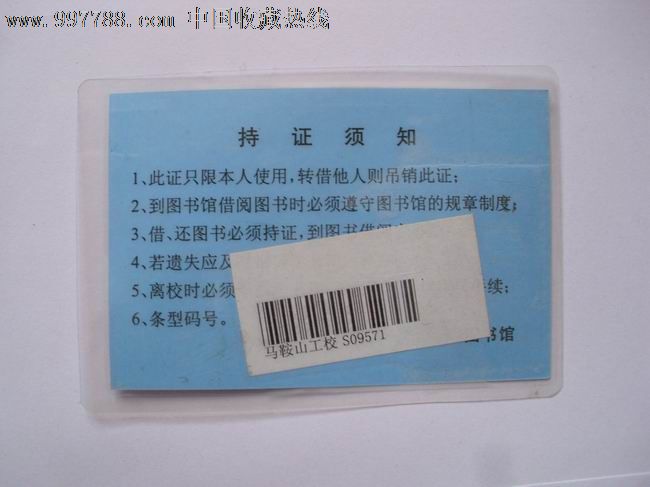 www.997788.com 中国收藏热线
持证须知
1、此证只限本人使用,转借他人则吊销此证;
2、到图书馆借阅图书时必须遵守图书馆的规章制度;
3、借、还图书必须持证,到图书借阅
4、若遗失应及
5、离校时必须 续;
6、条型码号。
马鞍山工校 S09571
书馆